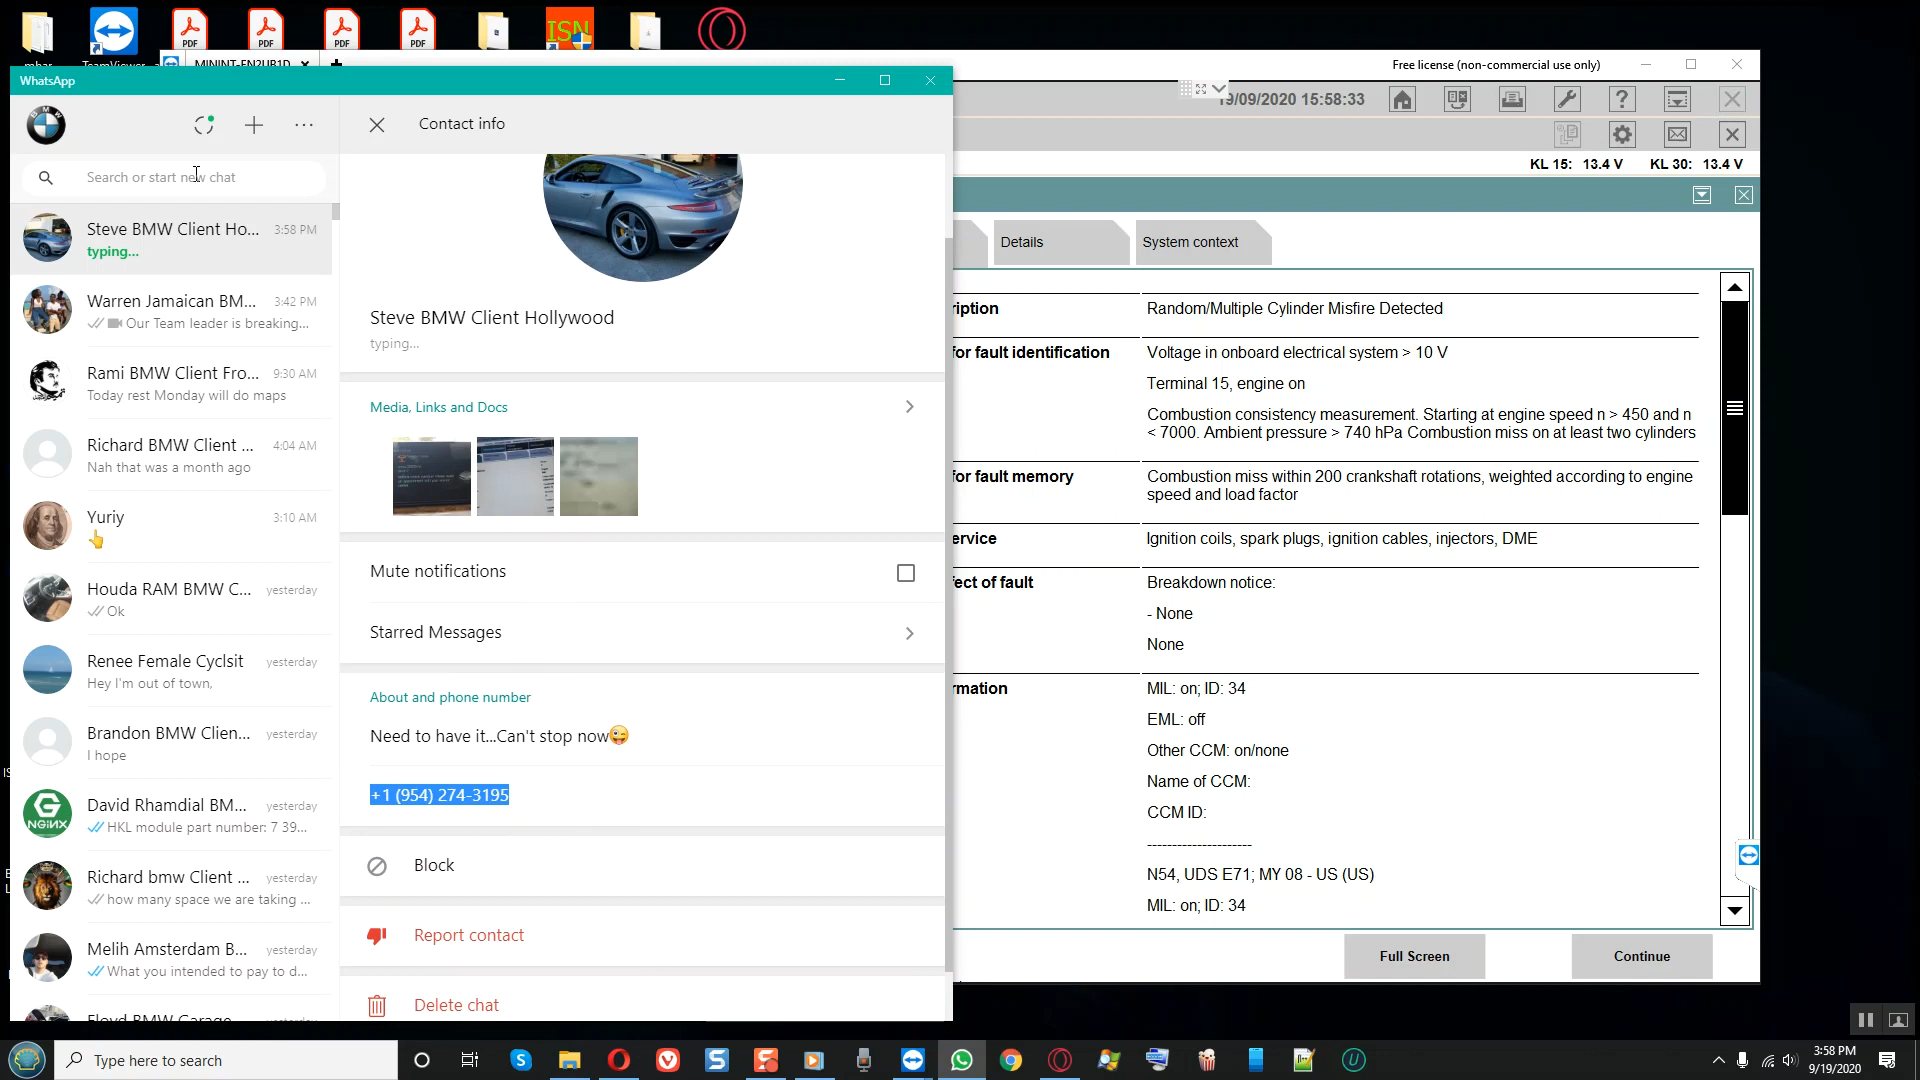 ISN
MININT-EN2UB1D
WhatsApp
Contact info
Search or start new chat
Steve BMW Client Ho... 3:58 PM
typing...
Warren Jamaican BM... 3:42 PM
Our Team leader is breaking...
Rami BMW Client Fro... 9:30 AM
Today rest Monday will do maps
Richard BMW Client ... 4:04 AM
Nah that was a month ago
Yuriy 3:10 AM
Houda RAM BMW C... yesterday
Ok
Renee Female Cyclsit yesterday
Hey I'm out of town,
Brandon BMW Clien... yesterday
I hope
David Rhamdial BM... yesterday
HKL module part number: 7 39...
NGINX
Richard bmw Client ... yesterday
how many space we are taking ...
Melih Amsterdam B... yesterday
What you intended to pay to d...
Floyd BMW Garage yesterday
Steve BMW Client Hollywood
typing...
Media, Links and Docs
Mute notifications
Starred Messages
About and phone number
Need to have it...Can't stop now😜
+1 (954) 274-3195
Block
Report contact
Delete chat
Free license (non-commercial use only)
19/09/2020 15:58:33
KL 15: 13.4 V KL 30: 13.4 V
Details
System context
ription Random/Multiple Cylinder Misfire Detected
for fault identification Voltage in onboard electrical system > 10 V
Terminal 15, engine on
Combustion consistency measurement. Starting at engine speed n > 450 and n
< 7000. Ambient pressure > 740 hPa Combustion miss on at least two cylinders
for fault memory Combustion miss within 200 crankshaft rotations, weighted according to engine
speed and load factor
ervice Ignition coils, spark plugs, ignition cables, injectors, DME
fect of fault Breakdown notice:
- None
None
rmation MIL: on; ID: 34
EML: off
Other CCM: on/none
Name of CCM:
CCM ID:
----------------------
N54, UDS E71; MY 08 - US (US)
MIL: on; ID: 34
Full Screen
Continue
Type here to search
3:58 PM
9/19/2020